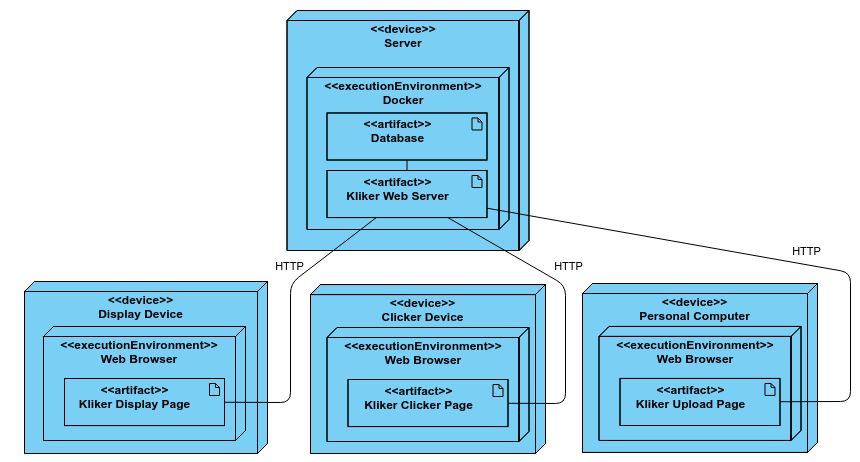 <<device>>
Server
<<executionEnvironment>>
Docker
<<artifact>>
Database
<<artifact>>
Kliker Web Server
HTTP
HTTP
HTTP
<<device>>
Display Device
<<executionEnvironment>>
Web Browser
<<artifact>>
Kliker Display Page
<<device>>
Clicker Device
<<executionEnvironment>>
Web Browser
<<artifact>>
Kliker Clicker Page
<<device>>
Personal Computer
<<executionEnvironment>>
Web Browser
<<artifact>>
Kliker Upload Page